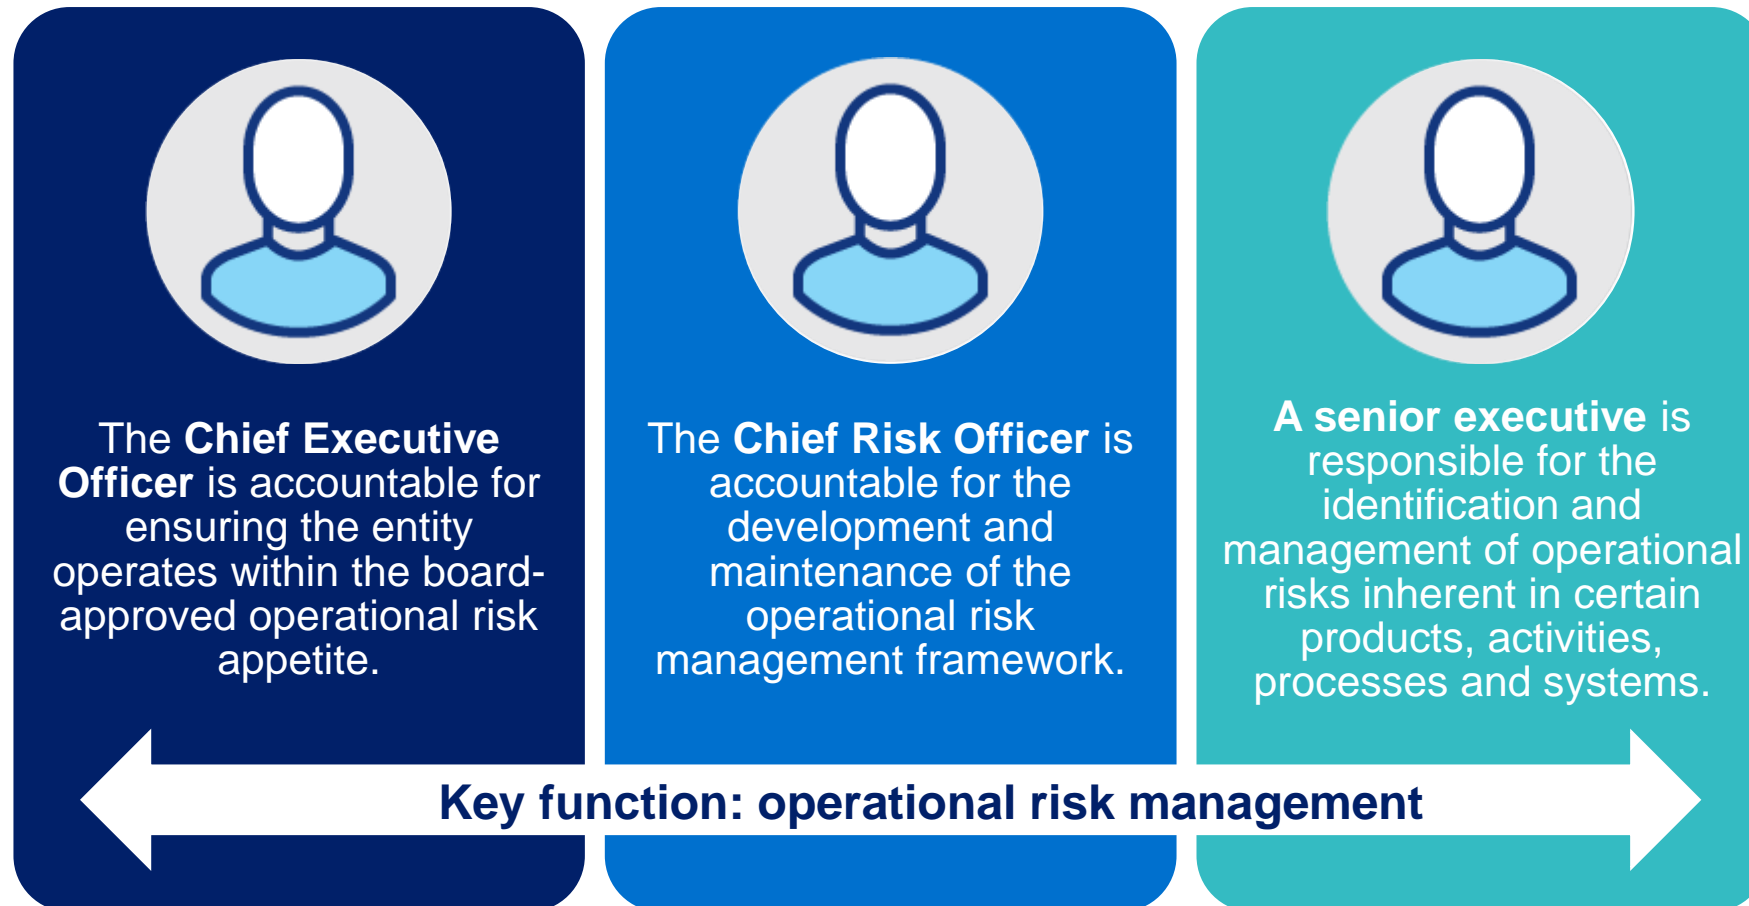 The Chief Executive
Officer is accountable for
ensuring the entity
operates within the board-
approved operational risk
appetite.
The Chief Risk Officer is
accountable for the
development and
maintenance of the
operational risk
management framework.
A senior executive is
responsible for the
identification and
management of operational
risks inherent in certain
products, activities,
processes and systems.
Key function: operational risk management